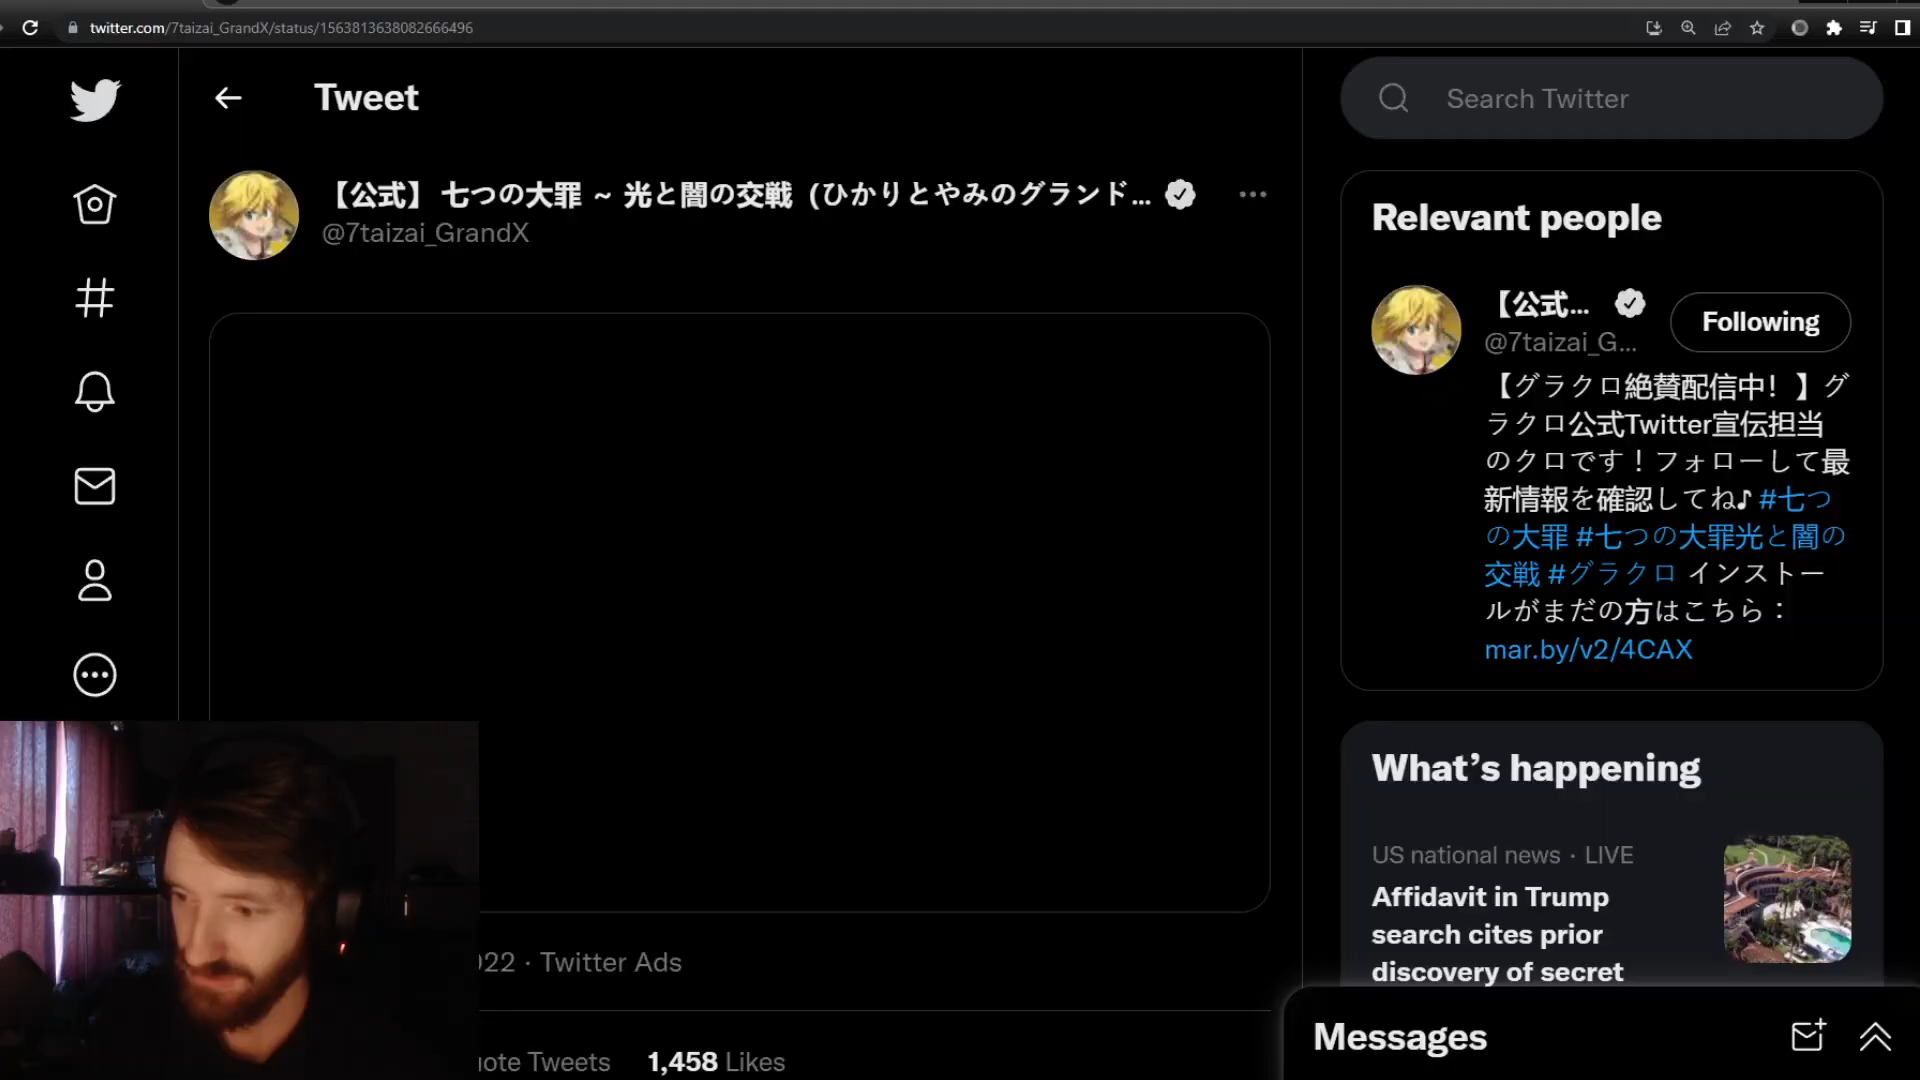 twitter.com/7taizai_GrandX/status/1563813638082666496
Tweet
【公式】 七つの大罪 ~ 光と闇の交戦（ひかりとやみのグランド...
@7taizai_GrandX
022 · Twitter Ads
uote Tweets 1,458 Likes
Search Twitter
Relevant people
【公式...
@7taizai_G...
Following
【グラクロ絶賛配信中！】グ
ラクロ公式Twitter宣伝担当
のクロです！フォローして最
新情報を確認してね♪ #七つ
の大罪 #七つの大罪光と闇の
交戦 #グラクロ インストー
ルがまだの方はこちら：
mar.by/v2/4CAX
What's happening
US national news · LIVE
Affidavit in Trump
search cites prior
discovery of secret
Messages